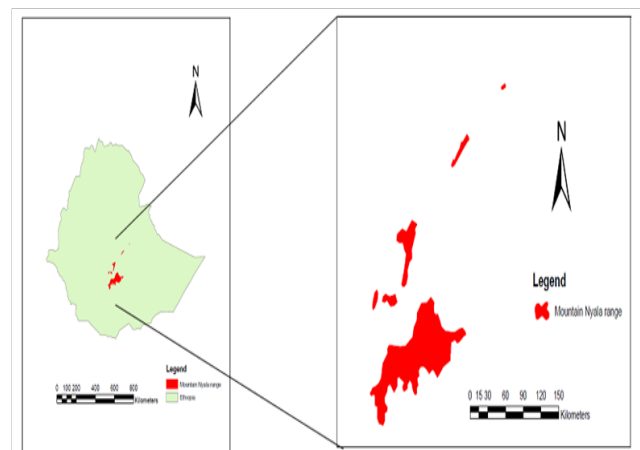 N
Legend
Mountain Nyala range
Ethiopia
0 100 200 400 600 800
Kilometers
N
Legend
Mountain Nyala range
0 15 30 60 90 120 150
Kilometers